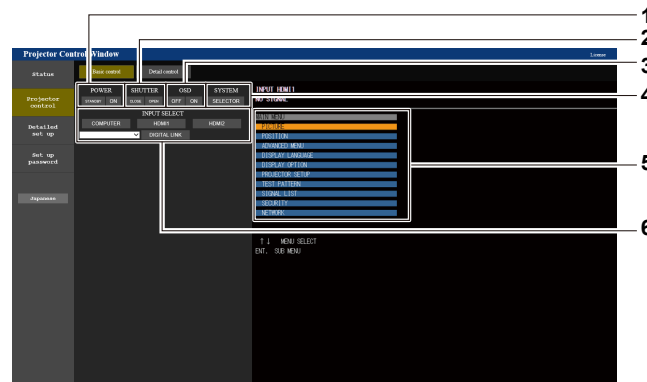 1
2
3
4
5
6
Projector Control Window
License
Status
Projector control
Detailed set up
Set up password
Japanese
Basic control
Detail control
POWER
STANDBY ON
SHUTTER
CLOSE OPEN
OSD
OFF ON
SYSTEM
SELECTOR
INPUT SELECT
COMPUTER HDMI1 HDMI2
DIGITAL LINK
INPUT HDMI1
NO SIGNAL
MAIN MENU
PICTURE
POSITION
ADVANCED MENU
DISPLAY LANGUAGE
DISPLAY OPTION
PROJECTOR SETUP
TEST PATTERN
SIGNAL LIST
SECURITY
NETWORK
↑↓ MENU SELECT
ENT. SUB MENU